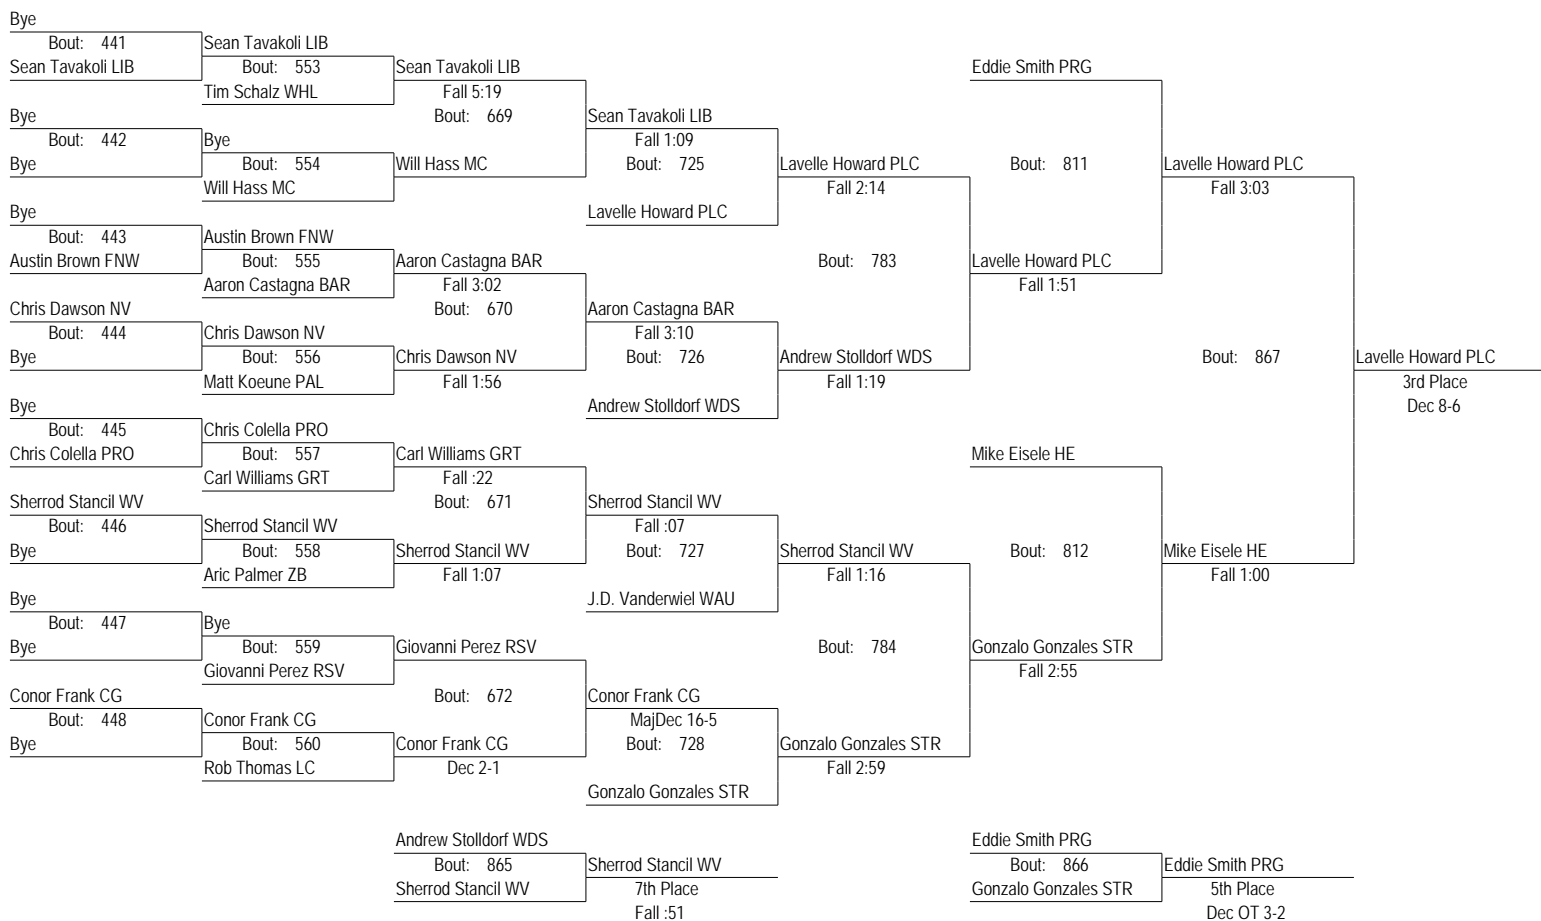 Bye
Bout: 441
Sean Tavakoli LIB
Sean Tavakoli LIB
Bout: 553
Sean Tavakoli LIB
Eddie Smith PRG
Tim Schalz WHL
Fall 5:19
Bye
Bout: 669
Sean Tavakoli LIB
Bout: 442
Bye
Fall 1:09
Bye
Bout: 554
Will Hass MC
Bout: 725
Lavelle Howard PLC
Bout: 811
Lavelle Howard PLC
Will Hass MC
Fall 2:14
Fall 3:03
Bye
Lavelle Howard PLC
Bout: 443
Austin Brown FNW
Austin Brown FNW
Bout: 555
Aaron Castagna BAR
Bout: 783
Lavelle Howard PLC
Aaron Castagna BAR
Fall 3:02
Fall 1:51
Chris Dawson NV
Bout: 670
Aaron Castagna BAR
Bout: 444
Chris Dawson NV
Fall 3:10
Bye
Bout: 556
Chris Dawson NV
Bout: 726
Andrew Stolldorf WDS
Bout: 867
Lavelle Howard PLC
Matt Koeune PAL
Fall 1:56
Fall 1:19
3rd Place
Bye
Andrew Stolldorf WDS
Dec 8-6
Bout: 445
Chris Colella PRO
Chris Colella PRO
Bout: 557
Carl Williams GRT
Mike Eisele HE
Carl Williams GRT
Fall :22
Sherrod Stancil WV
Bout: 671
Sherrod Stancil WV
Bout: 446
Sherrod Stancil WV
Fall :07
Bye
Bout: 558
Sherrod Stancil WV
Bout: 727
Sherrod Stancil WV
Bout: 812
Mike Eisele HE
Aric Palmer ZB
Fall 1:07
Fall 1:16
Fall 1:00
Bye
J.D. Vanderwiel WAU
Bout: 447
Bye
Bye
Bout: 559
Giovanni Perez RSV
Bout: 784
Gonzalo Gonzales STR
Giovanni Perez RSV
Fall 2:55
Conor Frank CG
Bout: 672
Conor Frank CG
Bout: 448
Conor Frank CG
MajDec 16-5
Bye
Bout: 560
Conor Frank CG
Bout: 728
Gonzalo Gonzales STR
Rob Thomas LC
Dec 2-1
Fall 2:59
Gonzalo Gonzales STR
Andrew Stolldorf WDS
Eddie Smith PRG
Bout: 865
Sherrod Stancil WV
Bout: 866
Eddie Smith PRG
Sherrod Stancil WV
7th Place
Gonzalo Gonzales STR
5th Place
Fall :51
Dec OT 3-2